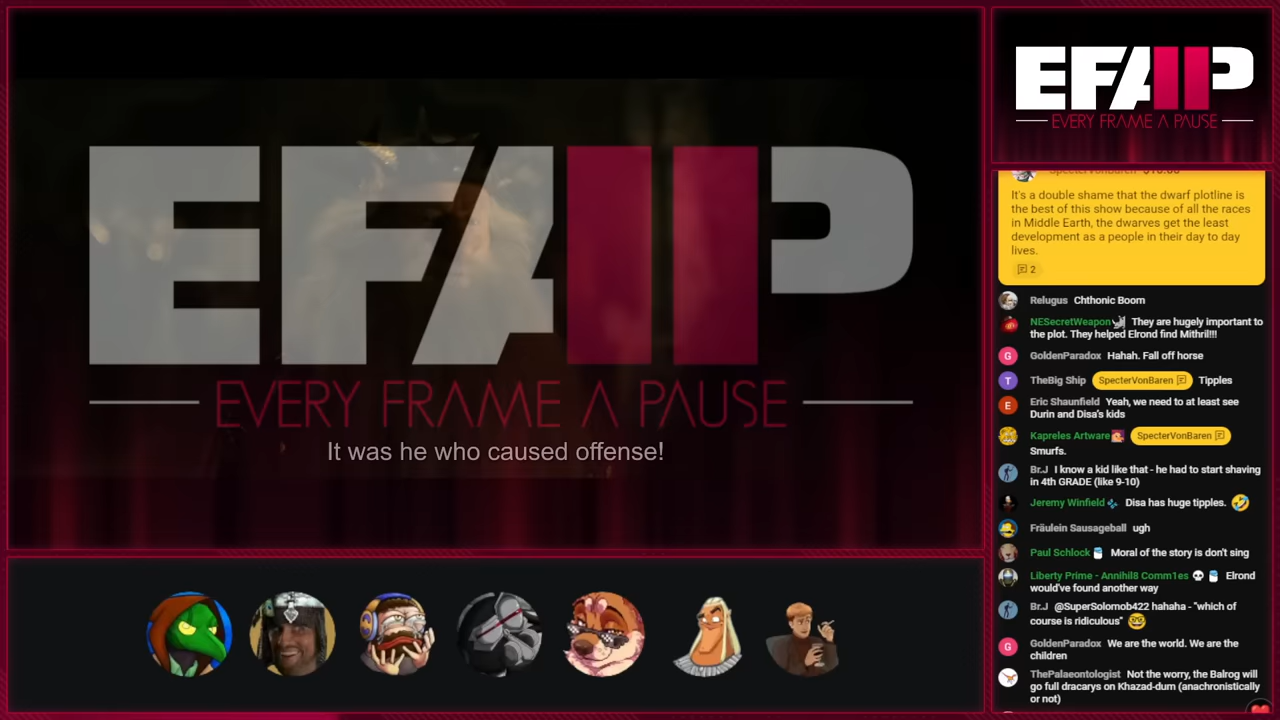 EFAP
EVERY FRAME A PAUSE
It was he who caused offense!
EFAP
EVERY FRAME A PAUSE
SpecterVonBaren $10.00
It's a double shame that the dwarf plotline is
the best of this show because of all the races
in Middle Earth, the dwarves get the least
development as a people in their day to day
lives.
2
Relugus Chthonic Boom
NESecretWeapon They are hugely important to
the plot. They helped Elrond find Mithril!!!
G GoldenParadox Hahah. Fall off horse
T TheBig Ship SpecterVonBaren Tipples
E Eric Shaunfield Yeah, we need to at least see
Durin and Disa's kids
Kapreles Artware SpecterVonBaren
Smurfs.
Br.J I know a kid like that - he had to start shaving
in 4th GRADE (like 9-10)
Jeremy Winfield Disa has huge tipples.
Fräulein Sausageball ugh
Paul Schlock Moral of the story is don't sing
Liberty Prime - Annihil8 Comm1es Elrond
would've found another way
Br.J @SuperSolomob422 hahaha - "which of
course is ridiculous"
G GoldenParadox We are the world. We are the
children
ThePalaeontologist Not the worry, the Balrog will
go full dracarys on Khazad-dum (anachronistically
or not)